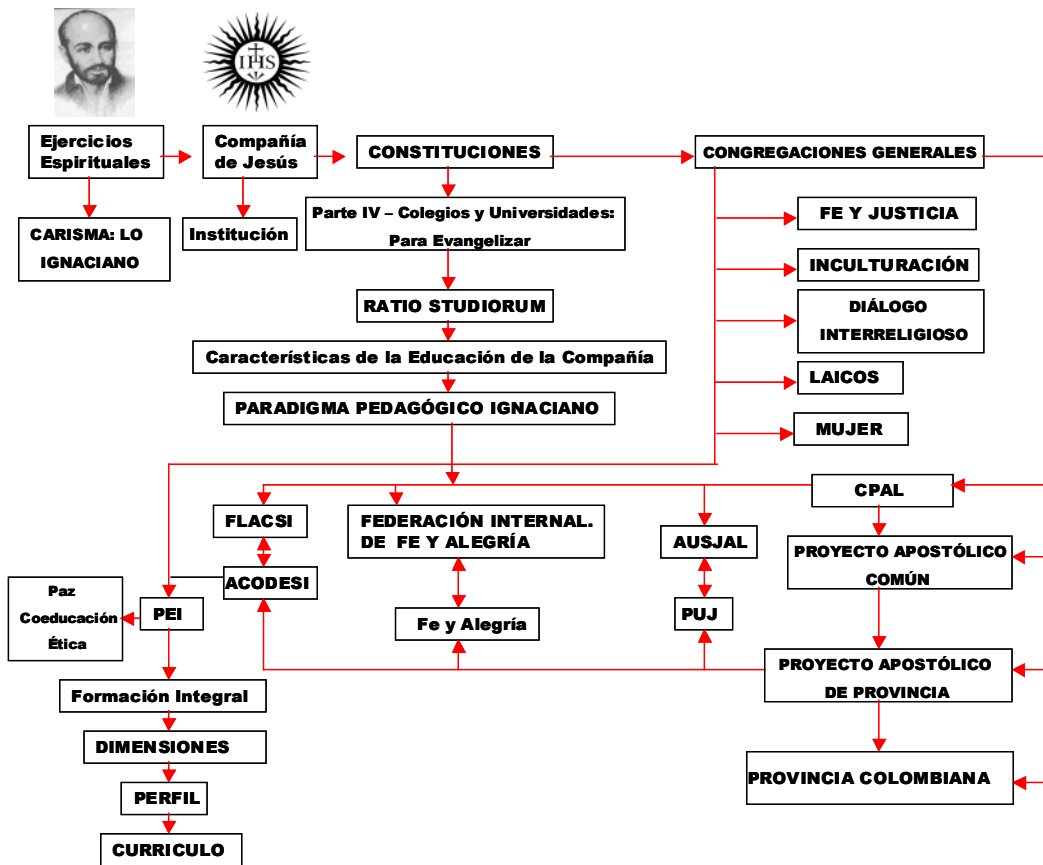 IHS
Ejercicios
Espirituales
Compañía
de Jesús
CONSTITUCIONES
CONGREGACIONES GENERALES
CARISMA: LO
IGNACIANO
Institución
Parte IV – Colegios y Universidades:
Para Evangelizar
FE Y JUSTICIA
INCULTURACIÓN
RATIO STUDIORUM
DIÁLOGO
INTERRELIGIOSO
Características de la Educación de la Compañía
LAICOS
PARADIGMA PEDAGÓGICO IGNACIANO
MUJER
CPAL
FLACSI
FEDERACIÓN INTERNAL.
DE FE Y ALEGRÍA
AUSJAL
PROYECTO APOSTÓLICO
COMÚN
ACODESI
Paz
Coeducación
Ética
PEI
Fe y Alegría
PUJ
PROYECTO APOSTÓLICO
DE PROVINCIA
Formación Integral
DIMENSIONES
PROVINCIA COLOMBIANA
PERFIL
CURRICULO